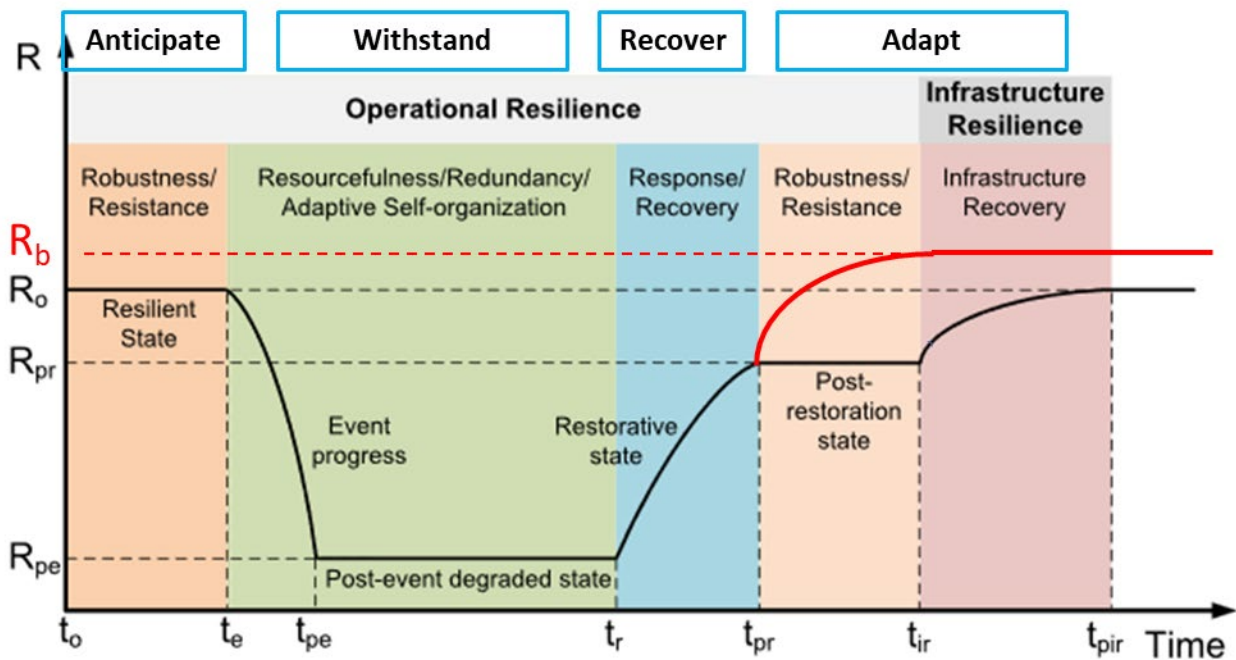 Anticipate
Withstand
Recover
Adapt
R
Operational Resilience
Infrastructure
Resilience
Robustness/
Resistance
Resourcefulness/Redundancy/
Adaptive Self-organization
Response/
Recovery
Robustness/
Resistance
Infrastructure
Recovery
Rb
Ro
Resilient
State
Rpr
Event
progress
Restorative
state
Post-
restoration
state
Rpe
Post-event degraded state
to
te
tpe
tr
tpr
tir
tpir
Time